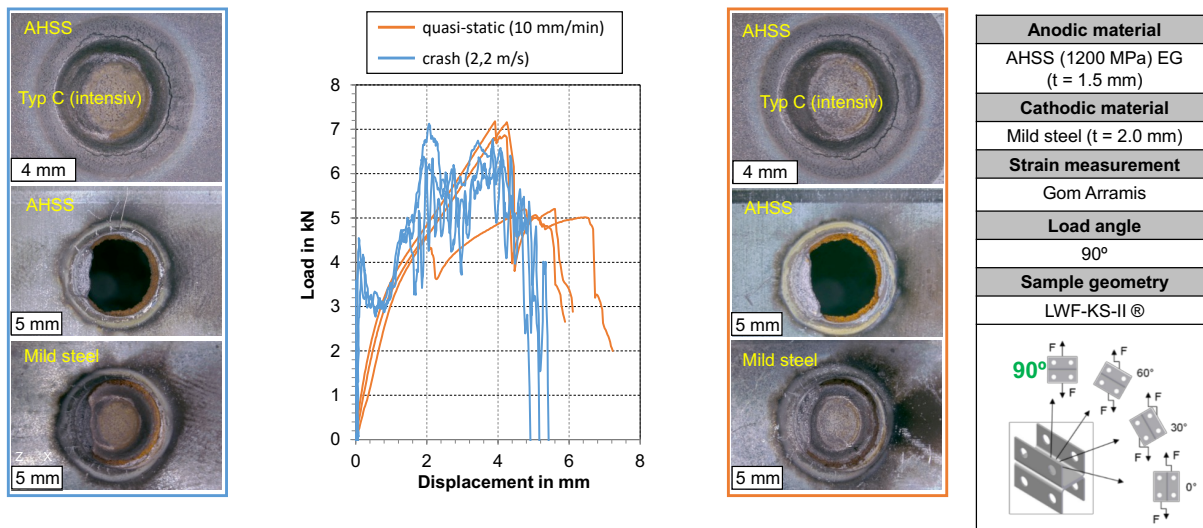 AHSS
Typ C (intensiv)
4 mm
AHSS
5 mm
Mild steel
Z X
5 mm
quasi-static (10 mm/min)
crash (2,2 m/s)
8
7
6
5
4
3
2
1
0
Load in kN
0 2 4 6 8
Displacement in mm
AHSS
Typ C (intensiv)
4 mm
AHSS
5 mm
Mild steel
5 mm
Anodic material
AHSS (1200 MPa) EG
(t = 1.5 mm)
Cathodic material
Mild steel (t = 2.0 mm)
Strain measurement
Gom Arramis
Load angle
90º
Sample geometry
LWF-KS-II ®
F
90º
F
F
60°
F
F
30°
F
F
0°
F